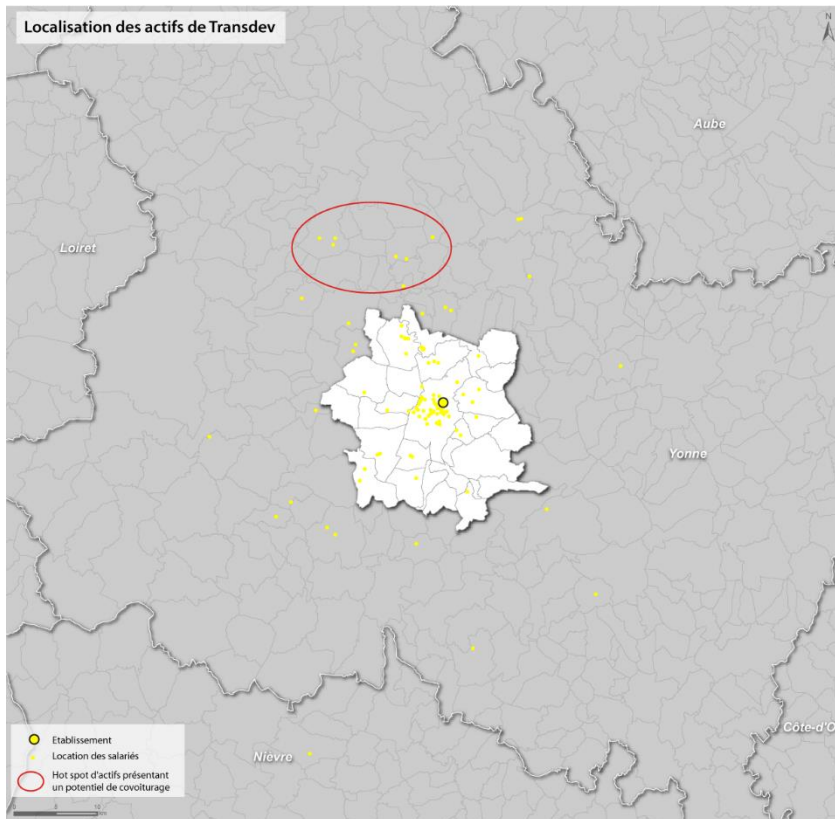 Localisation des actifs de Transdev
N
Aube
Loiret
Yonne
Côte-d'O
Nièvre
Etablissement
Location des salariés
Hot spot d'actifs présentant
un potentiel de covoiturage
0
10